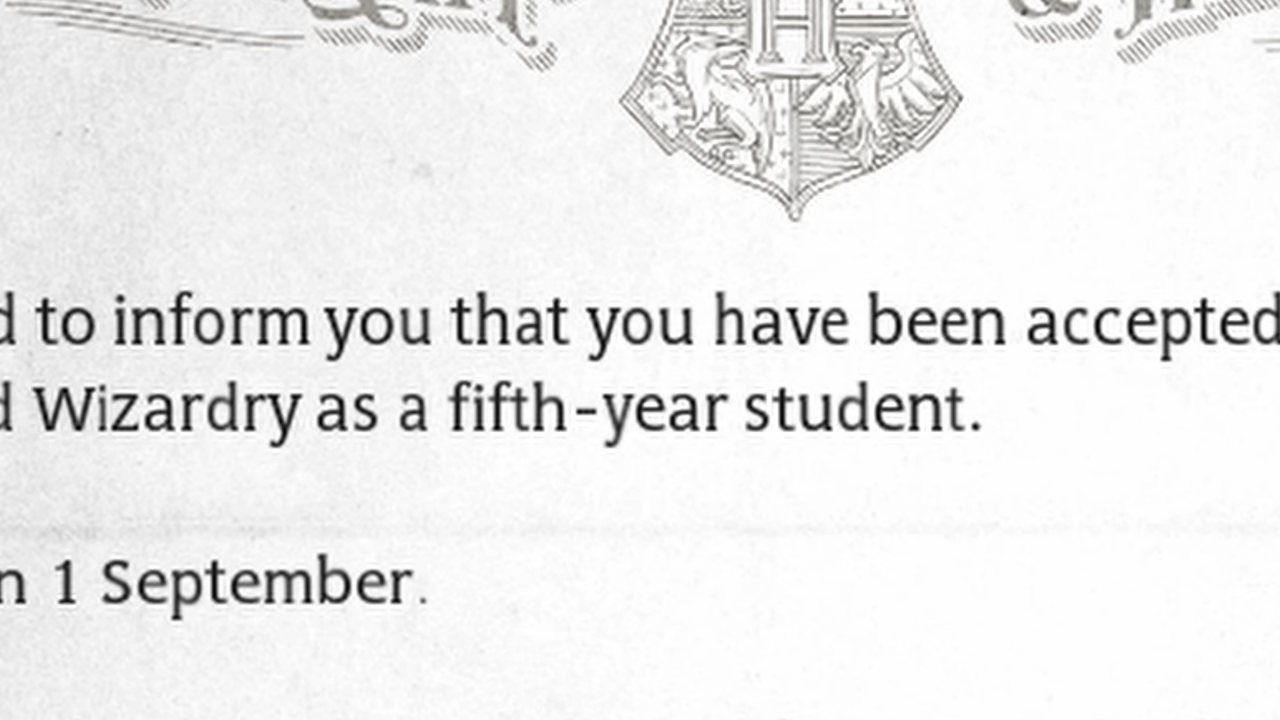 H
d to inform you that you have been accepted
d Wizardry as a fifth-year student.
n 1 September.